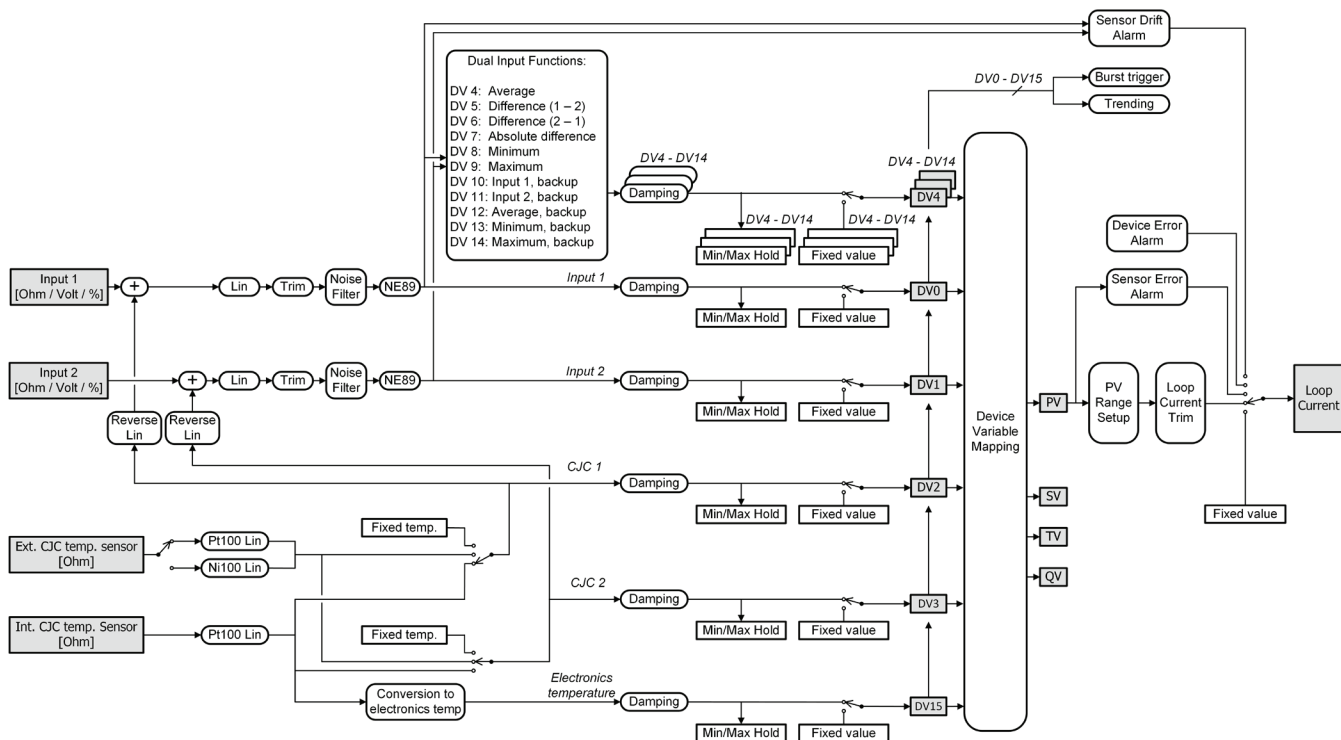 Sensor Drift
Alarm
DV0 - DV15
Burst trigger
Trending
Dual Input Functions:
DV 4: Average
DV 5: Difference (1 – 2)
DV 6: Difference (2 – 1)
DV 7: Absolute difference
DV 8: Minimum
DV 9: Maximum
DV 10: Input 1, backup
DV 11: Input 2, backup
DV 12: Average, backup
DV 13: Minimum, backup
DV 14: Maximum, backup
DV4 - DV14
Damping
DV4 - DV14
Min/Max Hold
DV4 - DV14
Fixed value
DV4 - DV14
DV4
Input 1
[Ohm / Volt / %]
+
Lin
Trim
Noise
Filter
NE89
Input 1
Damping
Min/Max Hold
Fixed value
DV0
Input 2
[Ohm / Volt / %]
+
Lin
Trim
Noise
Filter
NE89
Input 2
Damping
Min/Max Hold
Fixed value
DV1
Reverse
Lin
Reverse
Lin
CJC 1
Damping
Min/Max Hold
Fixed value
DV2
Ext. CJC temp. sensor
[Ohm]
Pt100 Lin
Ni100 Lin
Fixed temp.
CJC 2
Damping
Min/Max Hold
Fixed value
DV3
Int. CJC temp. Sensor
[Ohm]
Pt100 Lin
Fixed temp.
Conversion to
electronics temp
Electronics
temperature
Damping
Min/Max Hold
Fixed value
DV15
Device
Variable
Mapping
Device Error
Alarm
Sensor Error
Alarm
PV
PV
Range
Setup
Loop
Current
Trim
Loop
Current
SV
TV
QV
Fixed value